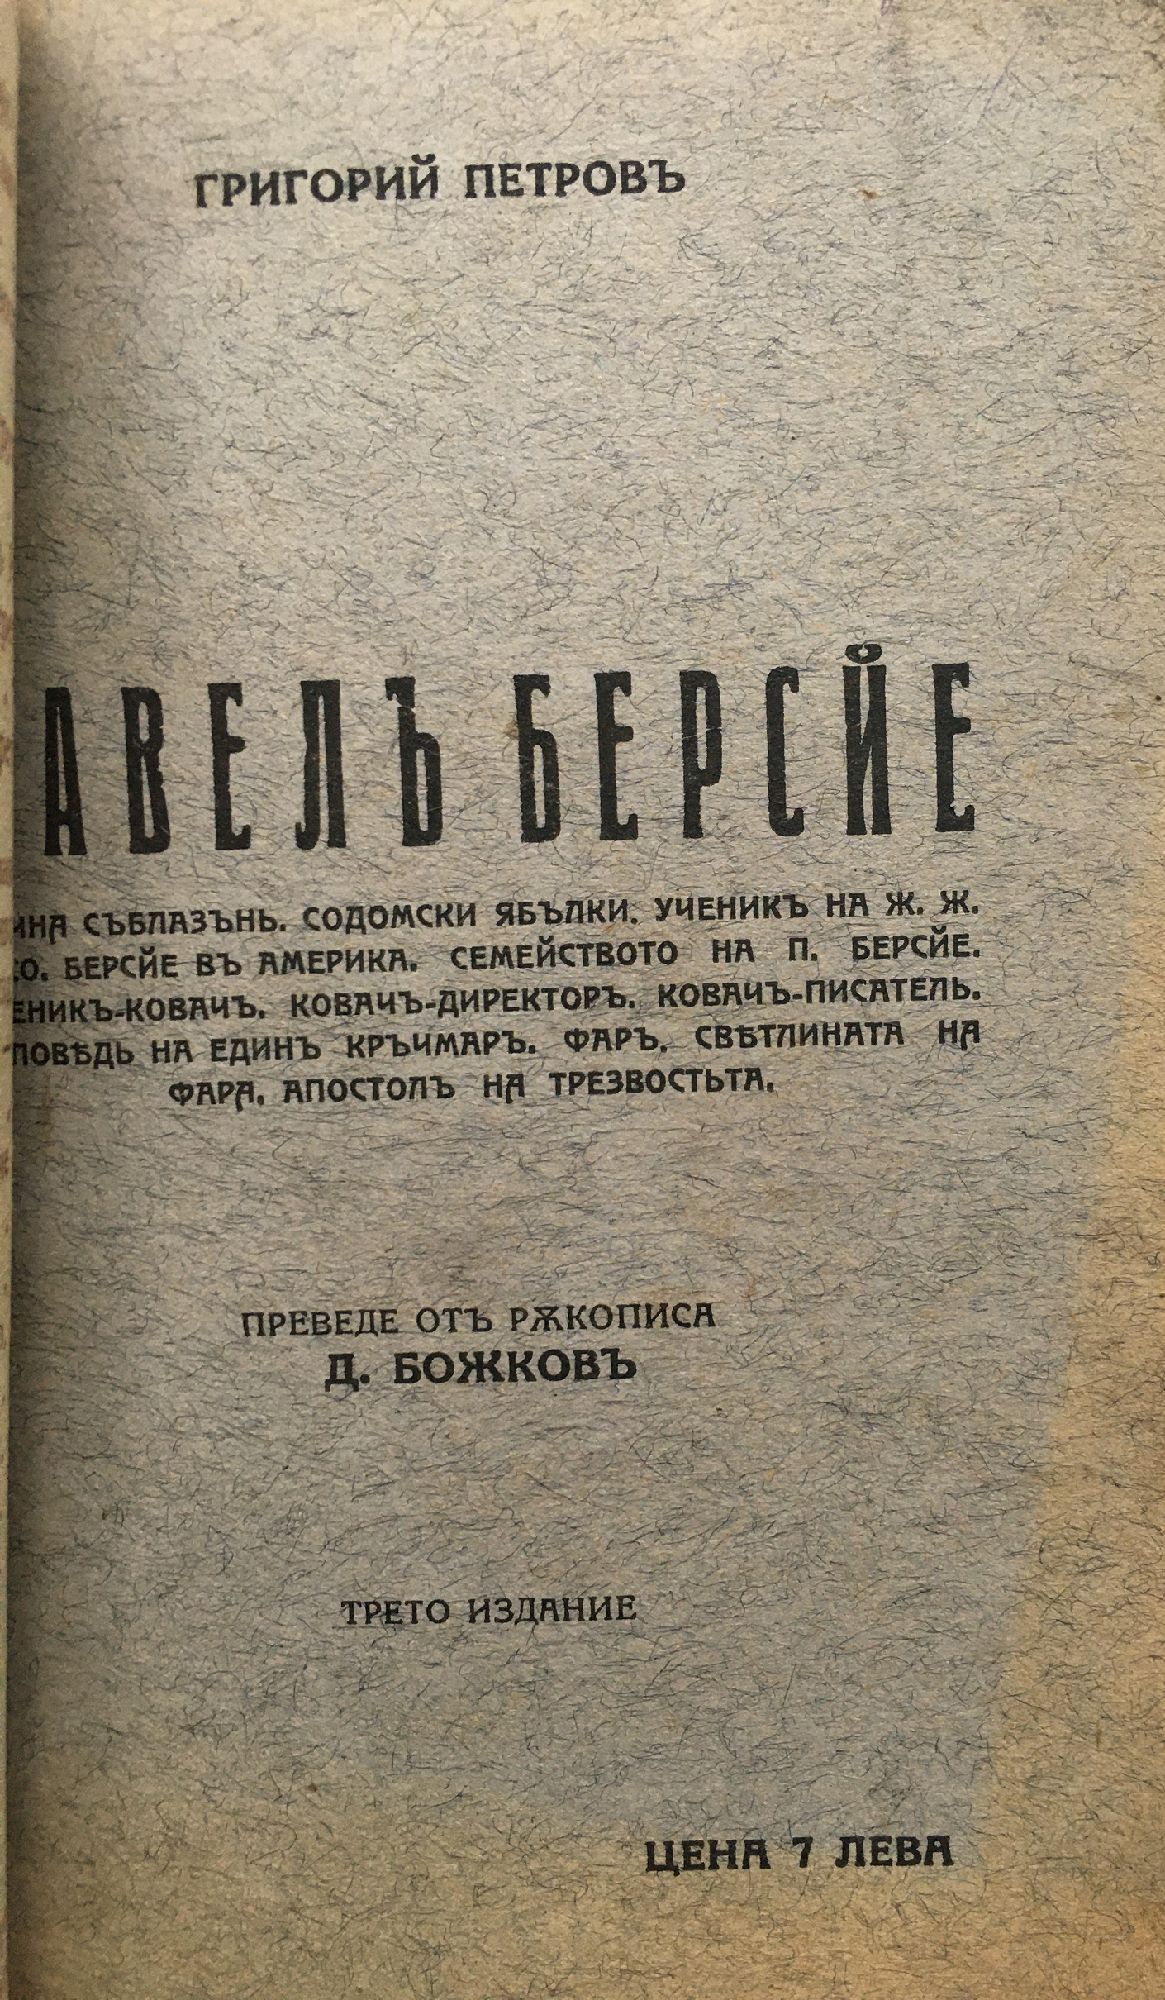 ГРИГОРИЙ ПЕТРОВЪ
АВЕЛЪ БЕРСЙЕ
СЪБЛАЗЪНЬ. СОДОМСКИ ЯБЪЛКИ. УЧЕНИКЪ НА Ж. Ж.
БЕРСЙЕ ВЪ АМЕРИКА. СЕМЕЙСТВОТО НА П. БЕРСЙЕ.
ЕНИКЪ-КОВАЧЪ. КОВАЧЪ-ДИРЕКТОРЪ. КОВАЧЪ-ПИСАТЕЛЬ.
ПОВѢДЬ НА ЕДИНЪ КРЪЧМАРЪ. ФАРЪ. СВѢТЛИНАТА НА
ФАРА. АПОСТОЛЪ НА ТРЕЗВОСТЬТА.
ПРЕВЕДЕ ОТЪ РѪКОПИСА
Д. БОЖКОВЪ
ТРЕТО ИЗДАНИЕ
ЦЕНА 7 ЛЕВА